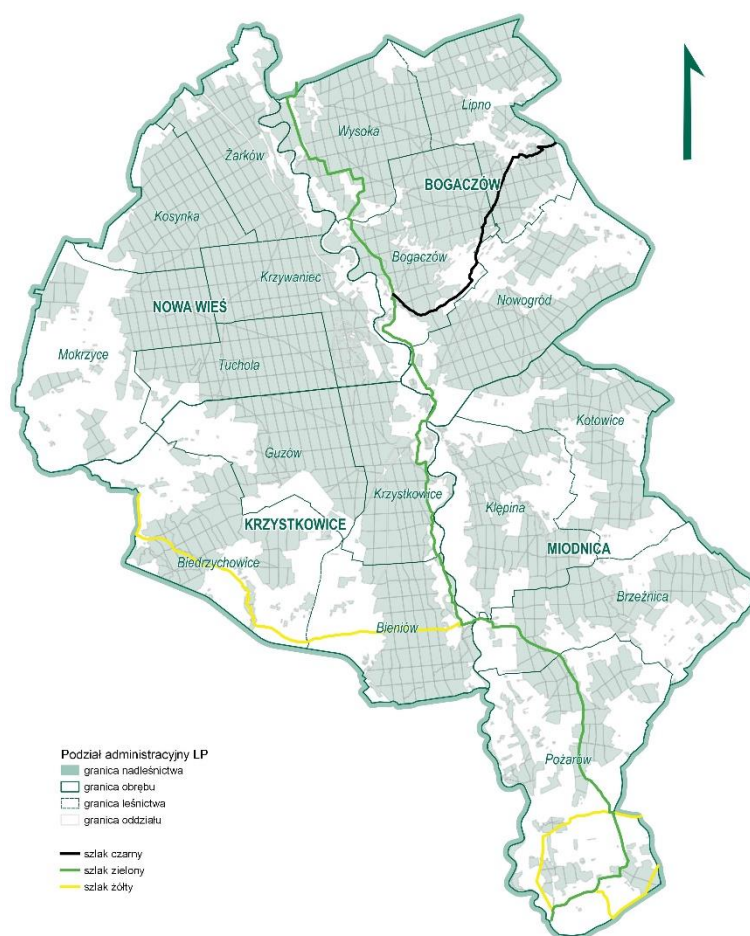 Lipno
Wysoka
Żarków
BOGACZÓW
Kosynka
Bogaczów
Krzywaniec
Nowogród
NOWA WIEŚ
Mokrzyce
Tuchola
Kotowice
Guzów
Krzystkowice
Klępina
KRZYSTKOWICE
MIODNICA
Biedrzychowice
Brzeźnica
Bieniów
Pożarów
Podział administracyjny LP
granica nadleśnictwa
granica obrębu
granica leśnictwa
granica oddziału
szlak czarny
szlak zielony
szlak żółty